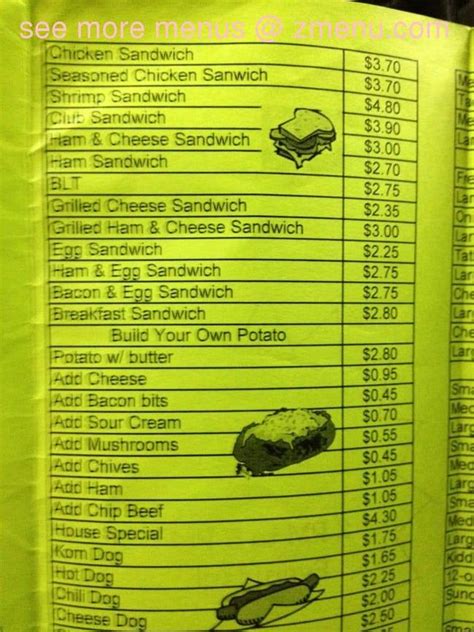 see more menus @ zmenu.com
Chicken Sandwich $3.70
Seasoned Chicken Sanwich $3.70
Shrimp Sandwich $4.80
Club Sandwich $3.90
Ham & Cheese Sandwich $3.00
Ham Sandwich $2.70
BLT $2.75
Grilled Cheese Sandwich $2.35
Grilled Ham & Cheese Sandwich $3.00
Egg Sandwich $2.25
Ham & Egg Sandwich $2.75
Bacon & Egg Sandwich $2.75
Breakfast Sandwich $2.80
Build Your Own Potato
Potato w/ butter $2.80
Add Cheese $0.95
Add Bacon bits $0.45
Add Sour Cream $0.70
Add Mushrooms $0.55
Add Chives $0.45
Add Ham $1.05
Add Chip Beef $1.05
House Special $4.30
Korn Dog $1.75
Hot Dog $1.65
Chili Dog $2.25
Cheese Dog $2.00
$2.50